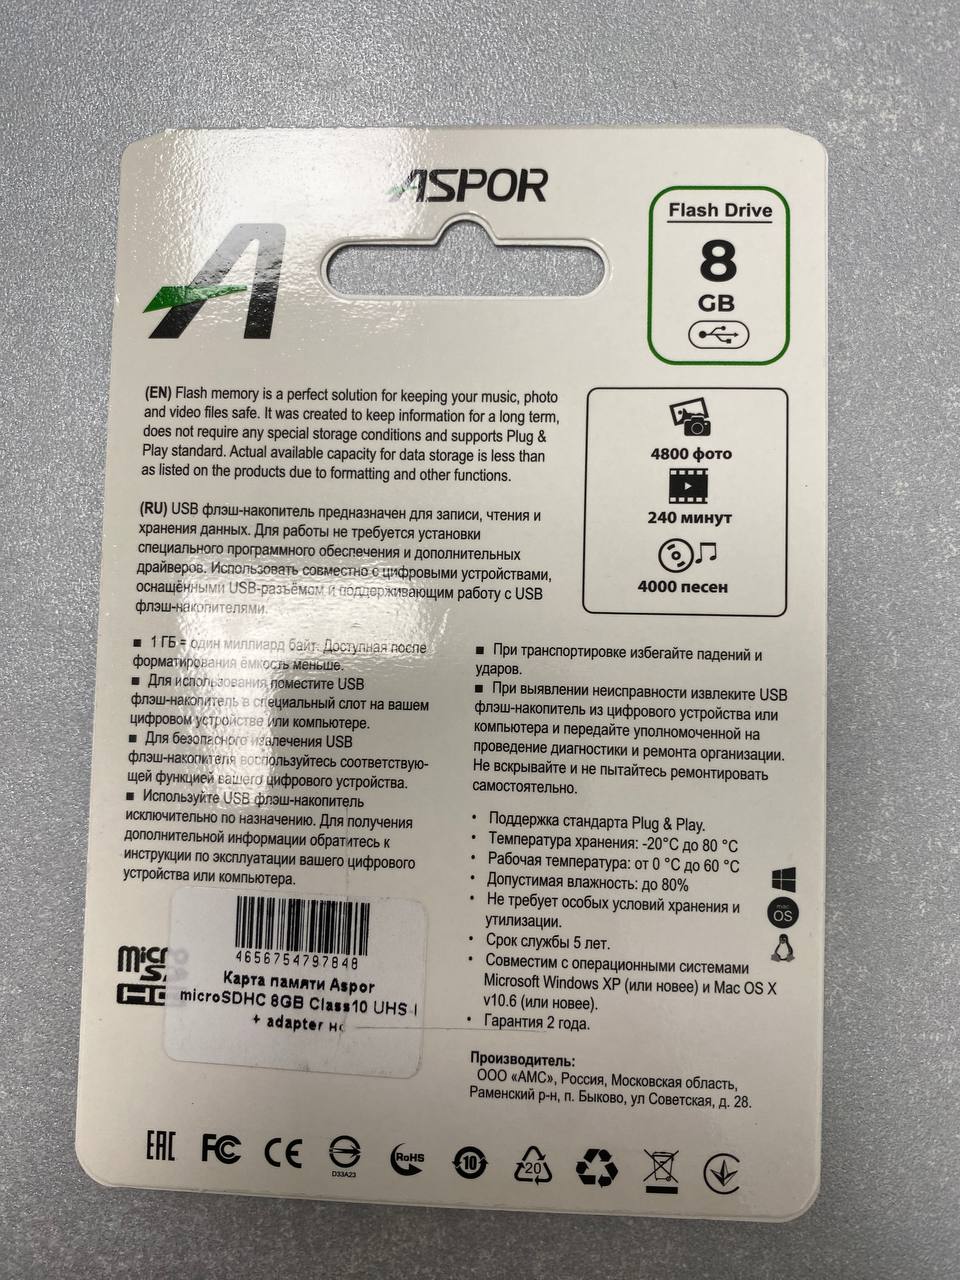 ASPOR
Flash Drive
8
GB
(EN) Flash memory is a perfect solution for keeping your music, photo
and video files safe. It was created to keep information for a long term,
does not require any special storage conditions and supports Plug &
Play standard. Actual available capacity for data storage is less than
as listed on the products due to formatting and other functions.
4800 фото
240 минут
4000 песен
(RU) USB флэш-накопитель предназначен для записи, чтения и
хранения данных. Для работы не требуется установки
специального программного обеспечения и дополнительных
драйверов. Использовать совместно с цифровыми устройствами,
оснащёнными USB-разъёмом и поддерживающим работу с USB
флэш-накопителями.
▪ 1 ГБ = один миллиард байт. Доступная после
форматирования ёмкость меньше.
▪ Для использования поместите USB
флэш-накопитель в специальный слот на вашем
цифровом устройстве или компьютере.
▪ Для безопасного извлечения USB
флэш-накопителя воспользуйтесь соответствую-
щей функцией вашего цифрового устройства.
▪ Используйте USB флэш-накопитель
исключительно по назначению. Для получения
дополнительной информации обратитесь к
инструкции по эксплуатации вашего цифрового
устройства или компьютера.
▪ При транспортировке избегайте падений и
ударов.
▪ При выявлении неисправности извлеките USB
флэш-накопитель из цифрового устройства или
компьютера и передайте уполномоченной на
проведение диагностики и ремонта организации.
Не вскрывайте и не пытайтесь ремонтировать
самостоятельно.
• Поддержка стандарта Plug & Play.
• Температура хранения: -20°C до 80 °C
• Рабочая температура: от 0 °C до 60 °C
• Допустимая влажность: до 80%
• Не требует особых условий хранения и
утилизации.
• Срок службы 5 лет.
• Совместим с операционными системами
Microsoft Windows XP (или новее) и Mac OS X
v10.6 (или новее).
• Гарантия 2 года.
mac
OS
4656754797848
Карта памяти Aspor
microSDHC 8GB Class10 UHS I
+ adapter
Производитель:
ООО «АМС», Россия, Московская область,
Раменский р-н, п. Быково, ул Советская, д. 28.
EAC FC CE D33A23 RoHS 10 20